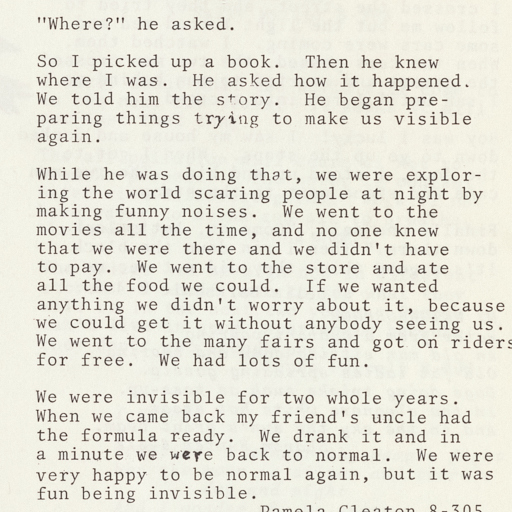 "Where?" he asked.
So I picked up a book.  Then he knew
where I was.  He asked how it happened.
We told him the story.  He began pre-
paring things trying to make us visible
again.
While he was doing that, we were explor-
ing the world scaring people at night by
making funny noises.  We went to the
movies all the time, and no one knew
that we were there and we didn't have
to pay.  We went to the store and ate
all the food we could.  If we wanted
anything we didn't worry about it, because
we could get it without anybody seeing us.
We went to the many fairs and got on riders
for free.  We had lots of fun.
We were invisible for two whole years.
When we came back my friend's uncle had
the formula ready.  We drank it and in
a minute we were back to normal.  We were
very happy to be normal again, but it was
fun being invisible.
Pamela Cleaton 8-305